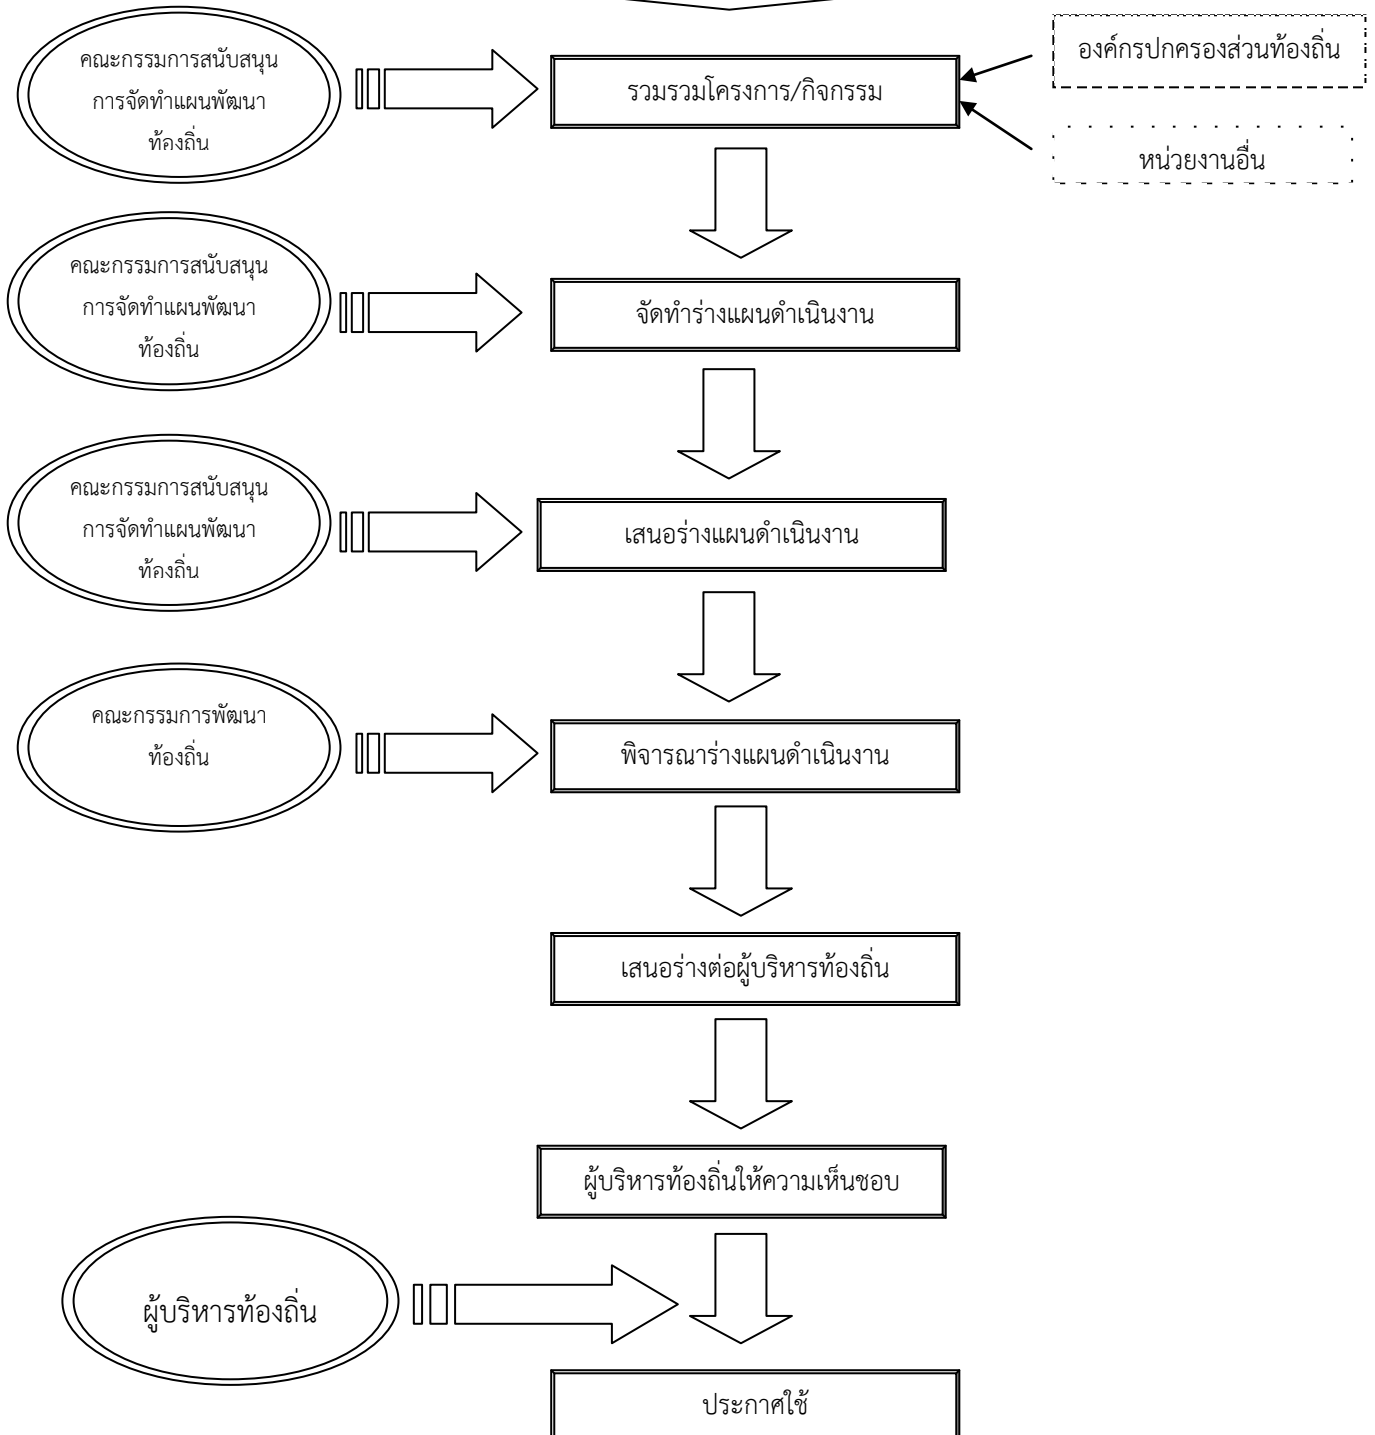 คณะกรรมการสนับสนุน
การจัดทำแผนพัฒนา
ท้องถิ่น
รวมรวมโครงการ/กิจกรรม
องค์กรปกครองส่วนท้องถิ่น
หน่วยงานอื่น
คณะกรรมการสนับสนุน
การจัดทำแผนพัฒนา
ท้องถิ่น
จัดทำร่างแผนดำเนินงาน
คณะกรรมการสนับสนุน
การจัดทำแผนพัฒนา
ท้องถิ่น
เสนอร่างแผนดำเนินงาน
คณะกรรมการพัฒนา
ท้องถิ่น
พิจารณาร่างแผนดำเนินงาน
เสนอร่างต่อผู้บริหารท้องถิ่น
ผู้บริหารท้องถิ่นให้ความเห็นชอบ
ผู้บริหารท้องถิ่น
ประกาศใช้